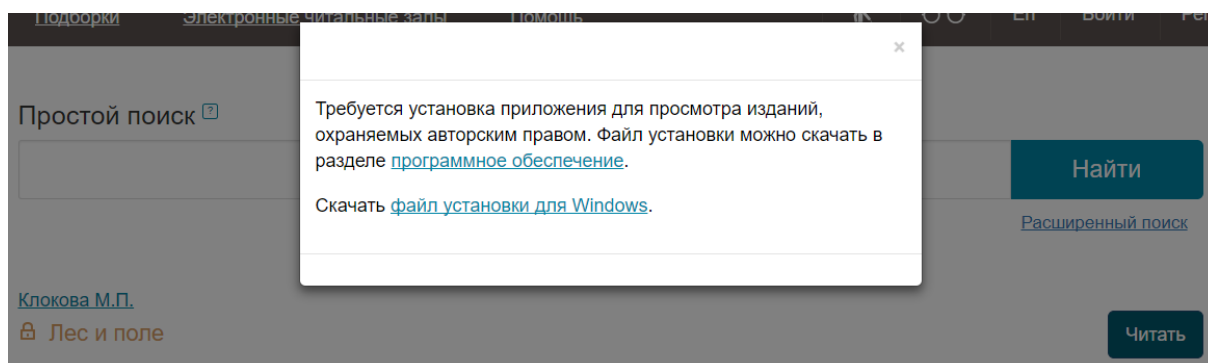 Подборки Электронные читальные залы Помощь En Войти
×
Требуется установка приложения для просмотра изданий,
Простой поиск ?
охраняемых авторским правом. Файл установки можно скачать в
разделе программное обеспечение.
Найти
Скачать файл установки для Windows.
Расширенный поиск
Клокова М.П.
Лес и поле
Читать